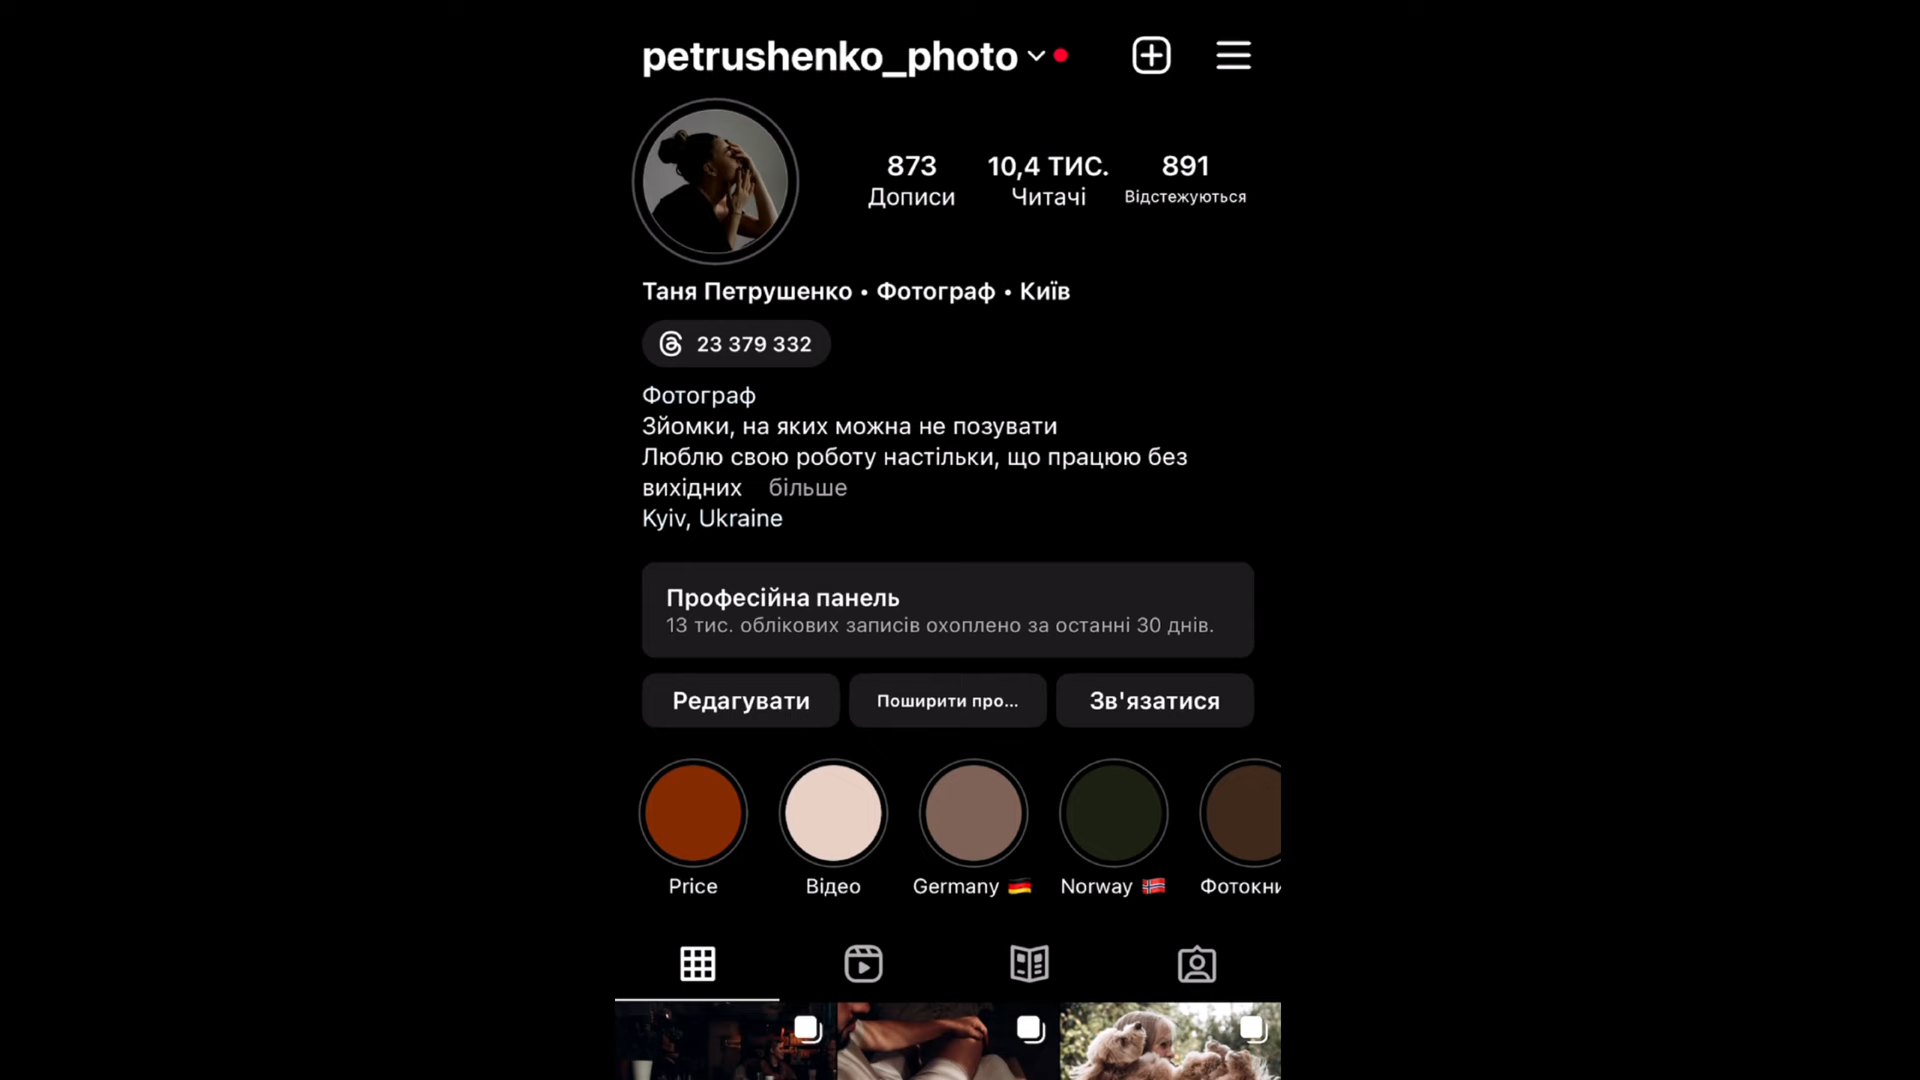 petrushenko_photo
873 10,4 ТИС. 891
Дописи Читачі Відстежуються
Таня Петрушенко • Фотограф • Київ
23 379 332
Фотограф
Зйомки, на яких можна не позувати
Люблю свою роботу настільки, що працюю без
вихідних більше
Kyiv, Ukraine
Професійна панель
13 тис. облікових записів охоплено за останні 30 днів.
Редагувати Поширити про... Зв'язатися
Price Відео Germany 🇩🇪 Norway 🇳🇴 Фотокни